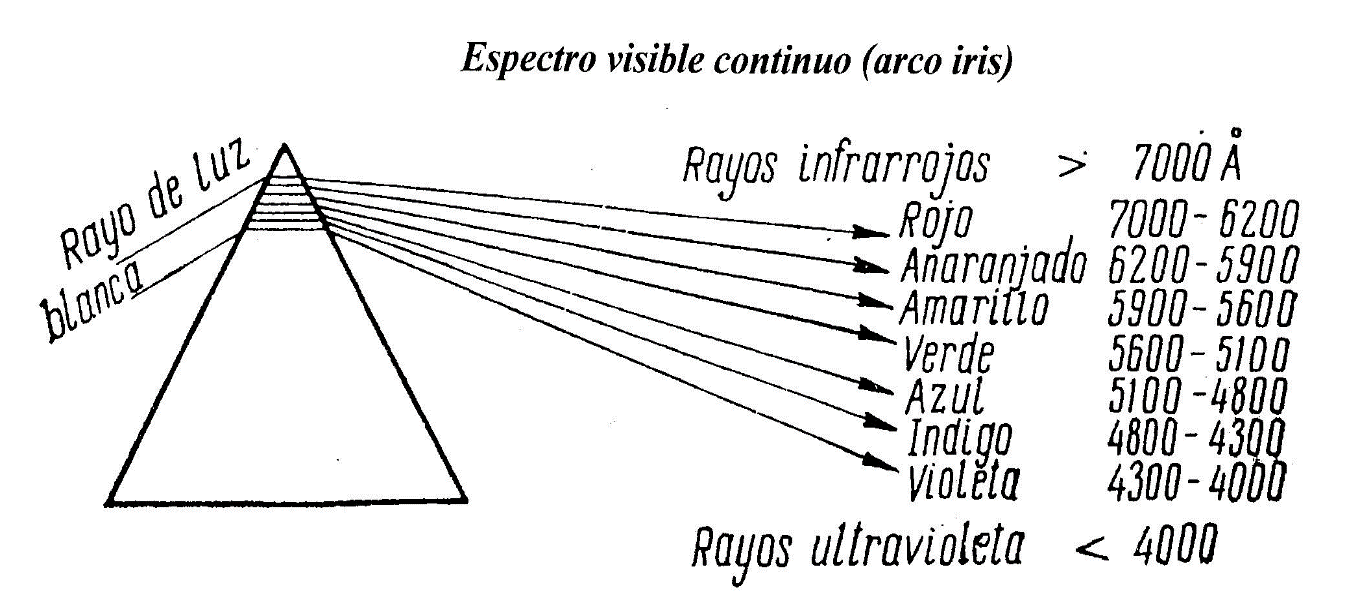 Espectro visible continuo (arco iris)
Rayo de luz
blanca
Rayos infrarrojos > 7000 Å
Rojo 7000-6200
Anaranjado 6200-5900
Amarillo 5900-5600
Verde 5600-5100
Azul 5100-4800
Indigo 4800-4300
Violeta 4300-4000
Rayos ultravioleta < 4000